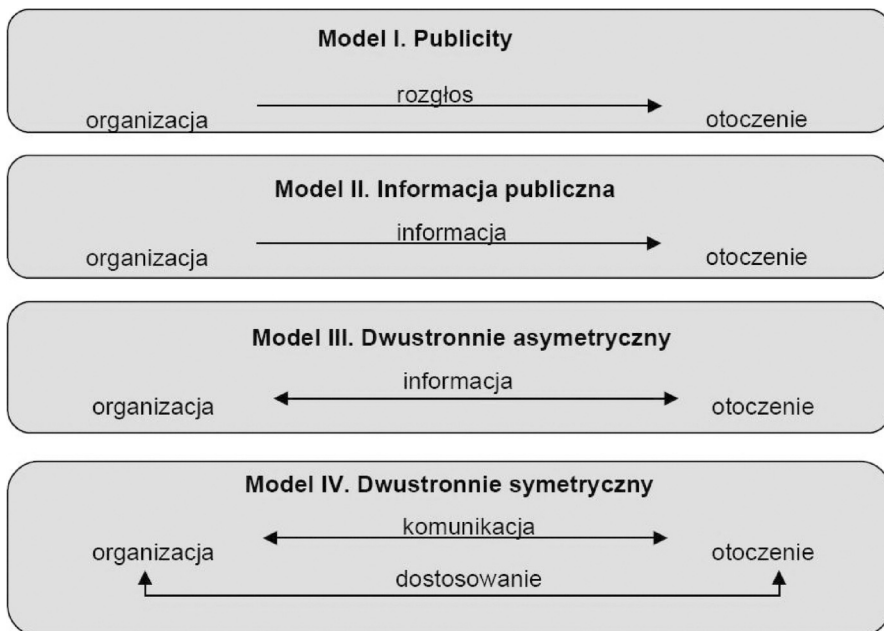 Model I. Publicity
rozgłos
organizacja otoczenie
Model II. Informacja publiczna
informacja
organizacja otoczenie
Model III. Dwustronnie asymetryczny
informacja
organizacja otoczenie
Model IV. Dwustronnie symetryczny
komunikacja
organizacja otoczenie
dostosowanie